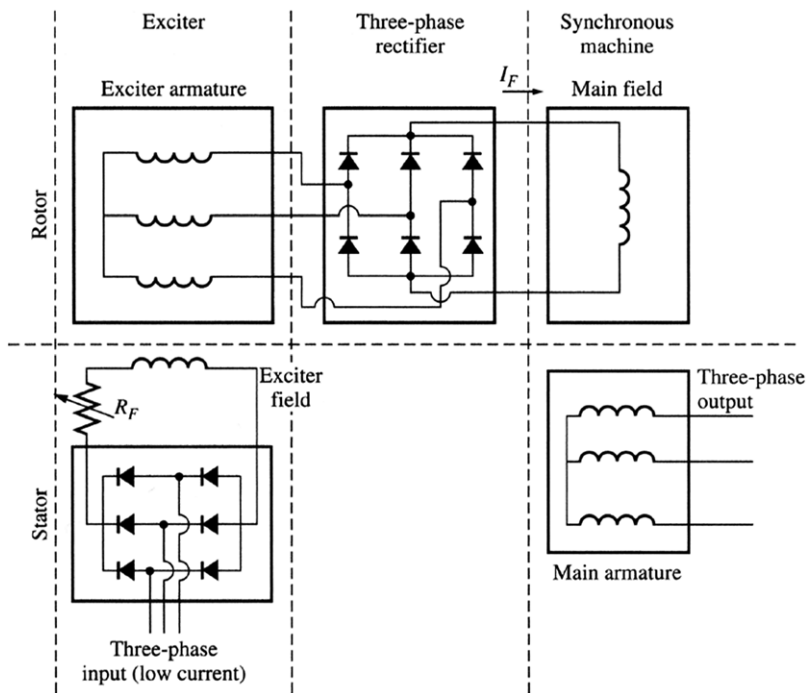 Exciter
Three-phase
rectifier
Synchronous
machine
I_F
Exciter armature
Main field
Rotor
Exciter
field
R_F
Three-phase
output
Stator
Main armature
Three-phase
input (low current)